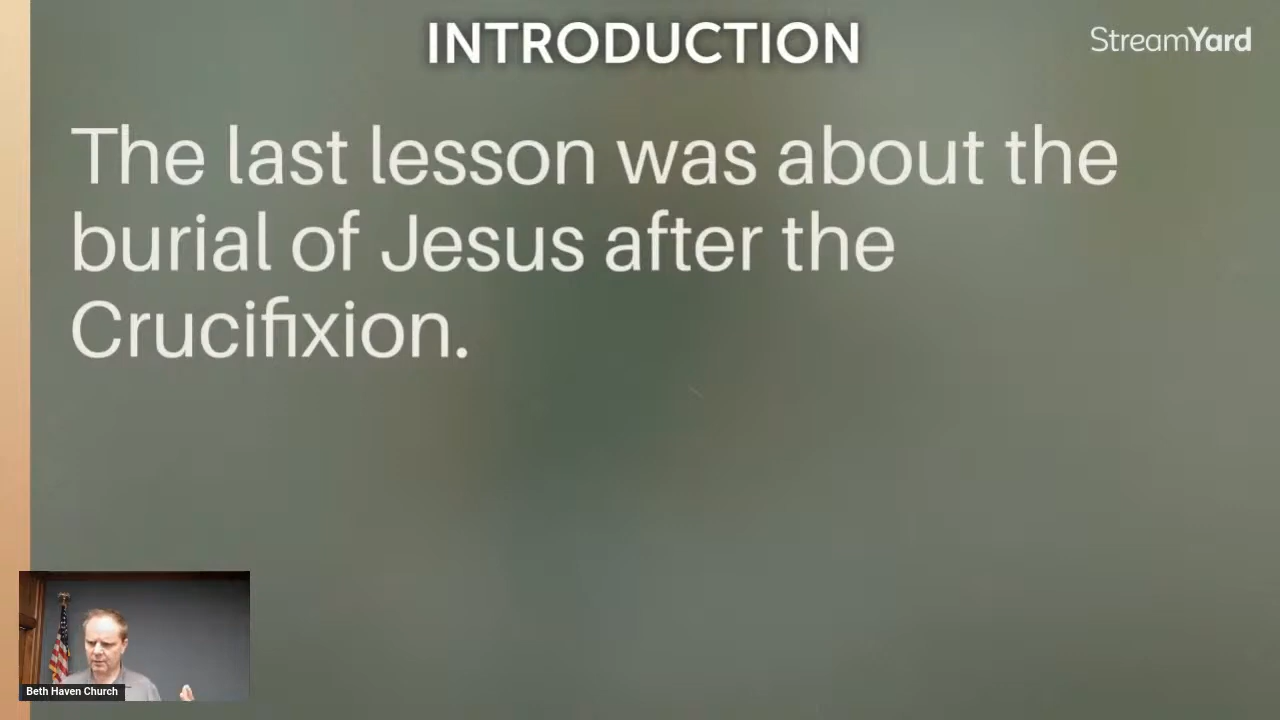 INTRODUCTION
StreamYard
The last lesson was about the
burial of Jesus after the
Crucifixion.
Beth Haven Church